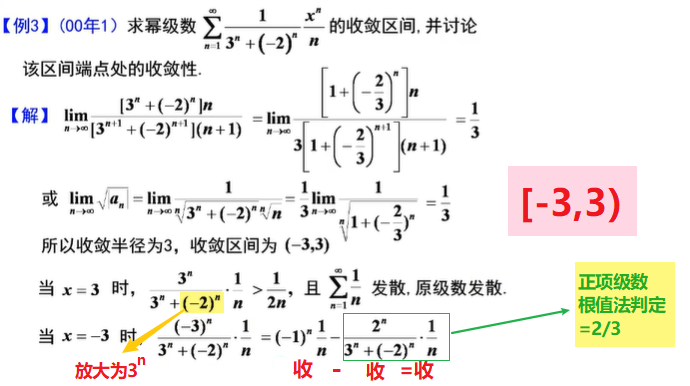 【例3】(00年1) 求幂级数 $\sum_{n=1}^{\infty} \frac{1}{3^n+(-2)^n} \frac{x^n}{n}$ 的收敛区间,并讨论
该区间端点处的收敛性.
【解】 $\lim_{n\to\infty} \frac{[3^n+(-2)^n]n}{[3^{n+1}+(-2)^{n+1}](n+1)} = \lim_{n\to\infty} \frac{\left[1+\left(-\frac{2}{3}\right)^n\right]n}{3\left[1+\left(-\frac{2}{3}\right)^{n+1}\right](n+1)} = \frac{1}{3}$
或 $\lim_{n\to\infty} \sqrt{|a_n|} = \lim_{n\to\infty} \frac{1}{\sqrt[n]{3^n+(-2)^n}\sqrt[n]{n}} = \frac{1}{3} \lim_{n\to\infty} \frac{1}{\sqrt[n]{1+(-\frac{2}{3})^n}} = \frac{1}{3}$
[-3,3)
所以收敛半径为3，收敛区间为 (−3,3)
当 $x=3$ 时， $\frac{3^n}{3^n+(-2)^n} \cdot \frac{1}{n} > \frac{1}{2n}$，且 $\sum_{n=1}^{\infty} \frac{1}{n}$ 发散,原级数发散.
当 $x=-3$ 时， $\frac{(-3)^n}{3^n+(-2)^n} \cdot \frac{1}{n} = (-1)^n \frac{1}{n} - \frac{2^n}{3^n+(-2)^n} \cdot \frac{1}{n}$
正项级数
根值法判定
=2/3
放大为3^n
收 - 收 =收